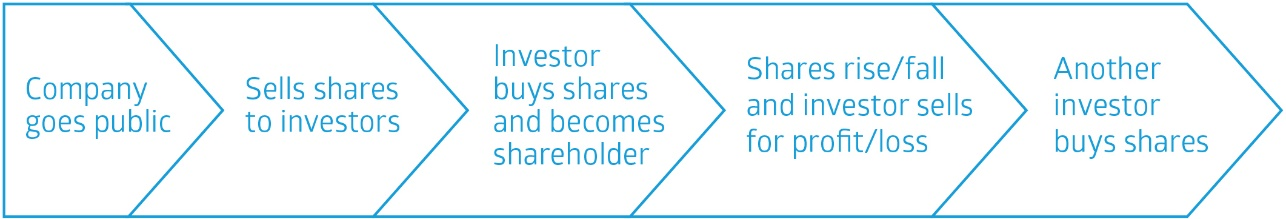 Company
goes public
Sells shares
to investors
Investor
buys shares
and becomes
shareholder
Shares rise/fall
and investor sells
for profit/loss
Another
investor
buys shares